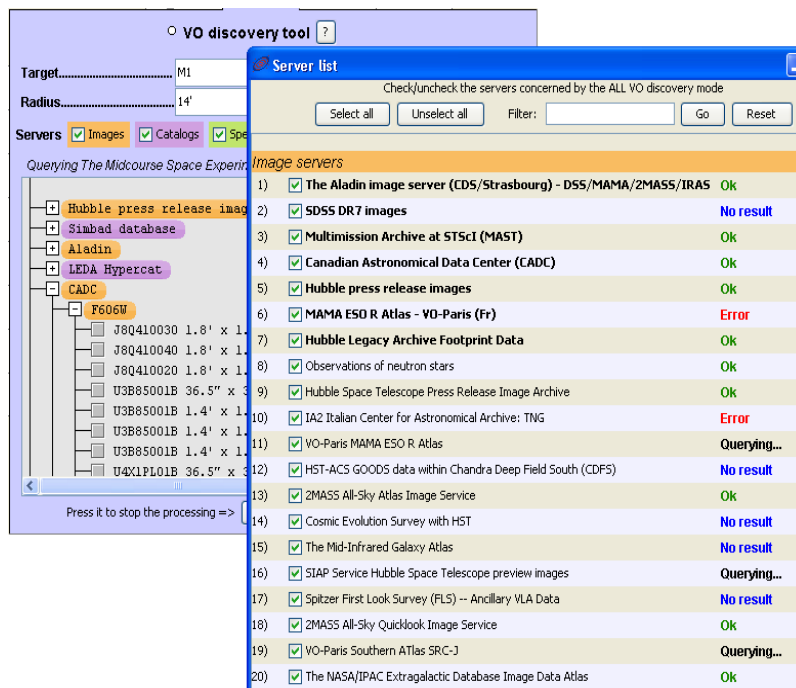 VO discovery tool ?
Target M1
Radius 14'
Servers Images Catalogs Spe
Querying The Midcourse Space Experim
Hubble press release imag
Simbad database
Aladin
LEDA Hypercat
CADC
F606W
J8Q410030 1.8' x 1.
J8Q410040 1.8' x 1.
J8Q410020 1.8' x 1.
U3B85001B 36.5" x 3
U3B85001B 1.4' x 1.
U3B85001B 1.4' x 1.
U3B85001B 1.4' x 1.
U4X1PL01B 36.5" x 3
Press it to stop the processing =>
Server list
Check/uncheck the servers concerned by the ALL VO discovery mode
Select all Unselect all Filter: Go Reset
Image servers
1) The Aladin image server (CDS/Strasbourg) - DSS/MAMA/2MASS/IRAS Ok
2) SDSS DR7 images No result
3) Multimission Archive at STScI (MAST) Ok
4) Canadian Astronomical Data Center (CADC) Ok
5) Hubble press release images Ok
6) MAMA ESO R Atlas - VO-Paris (Fr) Error
7) Hubble Legacy Archive Footprint Data Ok
8) Observations of neutron stars Ok
9) Hubble Space Telescope Press Release Image Archive Ok
10) IA2 Italian Center for Astronomical Archive: TNG Error
11) VO-Paris MAMA ESO R Atlas Querying...
12) HST-ACS GOODS data within Chandra Deep Field South (CDFS) No result
13) 2MASS All-Sky Atlas Image Service Ok
14) Cosmic Evolution Survey with HST No result
15) The Mid-Infrared Galaxy Atlas No result
16) SIAP Service Hubble Space Telescope preview images Querying...
17) Spitzer First Look Survey (FLS) -- Ancillary VLA Data No result
18) 2MASS All-Sky Quicklook Image Service Ok
19) VO-Paris Southern ATlas SRC-J Querying...
20) The NASA/IPAC Extragalactic Database Image Data Atlas Ok